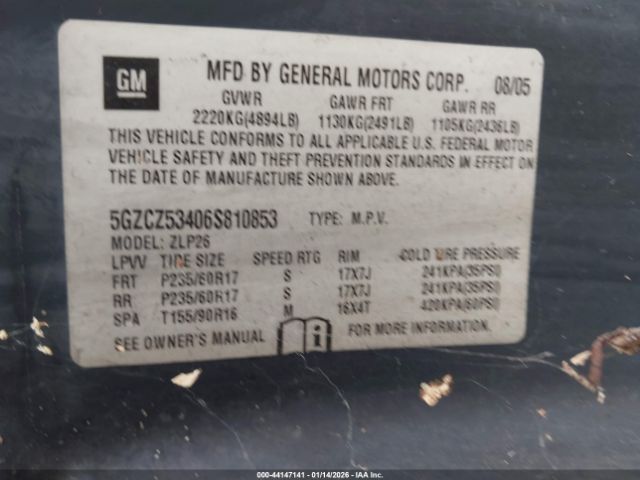 GM
MFD BY GENERAL MOTORS CORP. 08/05
GVWR GAWR FRT GAWR RR
2220KG(4894LB) 1130KG(2491LB) 1105KG(2436LB)
THIS VEHICLE CONFORMS TO ALL APPLICABLE U.S. FEDERAL MOTOR
VEHICLE SAFETY AND THEFT PREVENTION STANDARDS IN EFFECT ON
THE DATE OF MANUFACTURE SHOWN ABOVE.
5GZCZ53406S810853 TYPE: M.P.V.
MODEL: ZLP26
LPVV TIRE SIZE SPEED RTG RIM COLD TIRE PRESSURE
FRT P235/60R17 S 17X7J 241KPA(35PSI)
RR P235/60R17 S 17X7J 241KPA(35PSI)
SPA T155/90R16 M 16X4T 420KPA(60PSI)
SEE OWNER'S MANUAL i FOR MORE INFORMATION.
000-44147141 - 01/14/2026 - IAAI.COM